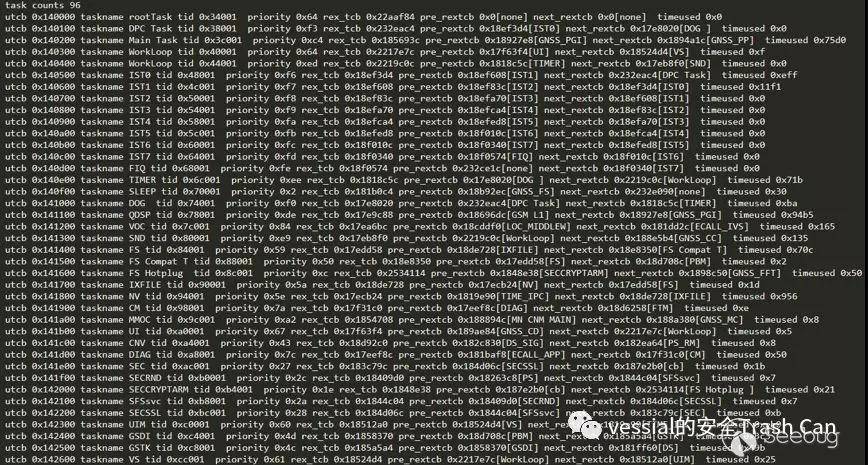 task counts 96
utcb 0x140000 taskname rootTask tid 0x34001 priority 0x64 rex_tcb 0x22aaf84 pre_rextcb 0x0[none] next_rextcb 0x0[none] timeused 0x0
utcb 0x140100 taskname DPC Task tid 0x38001 priority 0xf3 rex_tcb 0x232eac4 pre_rextcb 0x18ef3d4[IST0] next_rextcb 0x17e8020[DOG ] timeused 0x0
utcb 0x140200 taskname Main Task tid 0x3c001 priority 0xc4 rex_tcb 0x185693c pre_rextcb 0x18927e8[GNSS_PGI] next_rextcb 0x1894a1c[GNSS_PP] timeused 0x75d0
utcb 0x140300 taskname WorkLoop tid 0x40001 priority 0x64 rex_tcb 0x2217e7c pre_rextcb 0x17f63f4[UI] next_rextcb 0x18524d4[VS] timeused 0xf
utcb 0x140400 taskname WorkLoop tid 0x44001 priority 0xed rex_tcb 0x2219c0c pre_rextcb 0x1818c5c[TIMER] next_rextcb 0x17eb8f0[SND] timeused 0x0
utcb 0x140500 taskname IST0 tid 0x48001 priority 0xf6 rex_tcb 0x18ef3d4 pre_rextcb 0x18ef608[IST1] next_rextcb 0x232eac4[DPC Task] timeused 0xeff
utcb 0x140600 taskname IST1 tid 0x4c001 priority 0xf7 rex_tcb 0x18ef608 pre_rextcb 0x18ef83c[IST2] next_rextcb 0x18ef3d4[IST0] timeused 0x11f1
utcb 0x140700 taskname IST2 tid 0x50001 priority 0xf8 rex_tcb 0x18ef83c pre_rextcb 0x18efa70[IST3] next_rextcb 0x18ef608[IST1] timeused 0x0
utcb 0x140800 taskname IST3 tid 0x54001 priority 0xf9 rex_tcb 0x18efa70 pre_rextcb 0x18efca4[IST4] next_rextcb 0x18ef83c[IST2] timeused 0x0
utcb 0x140900 taskname IST4 tid 0x58001 priority 0xfa rex_tcb 0x18efca4 pre_rextcb 0x18efed8[IST5] next_rextcb 0x18efa70[IST3] timeused 0x0
utcb 0x140a00 taskname IST5 tid 0x5c001 priority 0xfb rex_tcb 0x18efed8 pre_rextcb 0x18f010c[IST6] next_rextcb 0x18efca4[IST4] timeused 0x0
utcb 0x140b00 taskname IST6 tid 0x60001 priority 0xfc rex_tcb 0x18f010c pre_rextcb 0x18f0340[IST7] next_rextcb 0x18efed8[IST5] timeused 0x0
utcb 0x140c00 taskname IST7 tid 0x64001 priority 0xfd rex_tcb 0x18f0340 pre_rextcb 0x18f0574[FIQ] next_rextcb 0x18f010c[IST6] timeused 0x0
utcb 0x140d00 taskname FIQ tid 0x68001 priority 0xfe rex_tcb 0x18f0574 pre_rextcb 0x232ce1c[none] next_rextcb 0x18f0340[IST7] timeused 0x0
utcb 0x140e00 taskname TIMER tid 0x6c001 priority 0xee rex_tcb 0x1818c5c pre_rextcb 0x17e8020[DOG ] next_rextcb 0x2219c0c[WorkLoop] timeused 0x71b
utcb 0x140f00 taskname SLEEP tid 0x70001 priority 0x2 rex_tcb 0x181b0c4 pre_rextcb 0x18b92ec[GNSS_FS] next_rextcb 0x232e090[none] timeused 0x30
utcb 0x141000 taskname DOG tid 0x74001 priority 0xf0 rex_tcb 0x17e8020 pre_rextcb 0x232eac4[DPC Task] next_rextcb 0x1818c5c[TIMER] timeused 0xba
utcb 0x141100 taskname QDSP tid 0x78001 priority 0xde rex_tcb 0x17e9c88 pre_rextcb 0x18696dc[GSM L1] next_rextcb 0x18927e8[GNSS_PGI] timeused 0x94b5
utcb 0x141200 taskname VOC tid 0x7c001 priority 0x84 rex_tcb 0x17ea6bc pre_rextcb 0x18cddf0[LOC_MIDDLEW] next_rextcb 0x181dd2c[ECALL_IVS] timeused 0x165
utcb 0x141300 taskname SND tid 0x80001 priority 0xe9 rex_tcb 0x17eb8f0 pre_rextcb 0x2219c0c[WorkLoop] next_rextcb 0x188e5b4[GNSS_CC] timeused 0x135
utcb 0x141400 taskname FS tid 0x84001 priority 0x59 rex_tcb 0x17edd58 pre_rextcb 0x18de728[IXFILE] next_rextcb 0x18e8350[FS Compat T] timeused 0x70c
utcb 0x141500 taskname FS Compat T tid 0x88001 priority 0x50 rex_tcb 0x18e8350 pre_rextcb 0x17edd58[FS] next_rextcb 0x18d708c[PBM] timeused 0x2
utcb 0x141600 taskname FS Hotplug tid 0x8c001 priority 0xc rex_tcb 0x2534114 pre_rextcb 0x1848e38[SECCRYPTARM] next_rextcb 0x1898c50[GNSS_FFT] timeused 0x50
utcb 0x141700 taskname IXFILE tid 0x90001 priority 0x5a rex_tcb 0x18de728 pre_rextcb 0x17ecb24[NV] next_rextcb 0x17edd58[FS] timeused 0x1d
utcb 0x141800 taskname NV tid 0x94001 priority 0x5e rex_tcb 0x17ecb24 pre_rextcb 0x1819e90[TIME_IPC] next_rextcb 0x18de728[IXFILE] timeused 0x956
utcb 0x141900 taskname CM tid 0x98001 priority 0x7a rex_tcb 0x17f31c0 pre_rextcb 0x17eef8c[DIAG] next_rextcb 0x18d6258[FTM] timeused 0xe
utcb 0x141a00 taskname MMOC tid 0x9c001 priority 0xa2 rex_tcb 0x1854708 pre_rextcb 0x188894c[MN CNM MAIN] next_rextcb 0x188a380[GNSS_MC] timeused 0x8
utcb 0x141b00 taskname UI tid 0xa0001 priority 0x67 rex_tcb 0x17f63f4 pre_rextcb 0x189ae84[GNSS_CD] next_rextcb 0x2217e7c[WorkLoop] timeused 0x5
utcb 0x141c00 taskname CNV tid 0xa4001 priority 0x43 rex_tcb 0x18d92c0 pre_rextcb 0x182c830[DS_SIG] next_rextcb 0x182ea64[PS_RM] timeused 0x8
utcb 0x141d00 taskname DIAG tid 0xa8001 priority 0x7c rex_tcb 0x17eef8c pre_rextcb 0x181baf8[ECALL_APP] next_rextcb 0x17f31c0[CM] timeused 0x50
utcb 0x141e00 taskname SEC tid 0xac001 priority 0x27 rex_tcb 0x183c79c pre_rextcb 0x184d06c[SECSSL] next_rextcb 0x187e2b0[cb] timeused 0x1b
utcb 0x141f00 taskname SECRND tid 0xb0001 priority 0x2c rex_tcb 0x18409d0 pre_rextcb 0x18263c8[PS] next_rextcb 0x1844c04[SFSsvc] timeused 0x7
utcb 0x142000 taskname SECCRYPTARM tid 0xb4001 priority 0x1e rex_tcb 0x1848e38 pre_rextcb 0x187e2b0[cb] next_rextcb 0x2534114[FS Hotplug ] timeused 0x21
utcb 0x142100 taskname SFSsvc tid 0xb8001 priority 0x2a rex_tcb 0x1844c04 pre_rextcb 0x18409d0[SECRND] next_rextcb 0x184d06c[SECSSL] timeused 0x7
utcb 0x142200 taskname SECSSL tid 0xbc001 priority 0x28 rex_tcb 0x184d06c pre_rextcb 0x1844c04[SFSsvc] next_rextcb 0x183c79c[SEC] timeused 0xb
utcb 0x142300 taskname UIM tid 0xc0001 priority 0x60 rex_tcb 0x18512a0 pre_rextcb 0x18524d4[VS]
utcb 0x142400 taskname GSDI tid 0xc4001 priority 0x4d rex_tcb 0x1858370 pre_rextcb 0x18d708c[PBM] next_rextcb 0x185a5a4[GSTK]
utcb 0x142500 taskname GSTK tid 0xc8001 priority 0x4c rex_tcb 0x185a5a4 pre_rextcb 0x1858370[GSDI] next_rextcb 0x181ff60[DS]
utcb 0x142600 taskname VS tid 0xcc001 priority 0x61 rex_tcb 0x18524d4 pre_rextcb 0x2217e7c[WorkLoop] next_rextcb 0x18512a0[UIM] timeused 0x25
vessial的安全Trash Can
Seebug